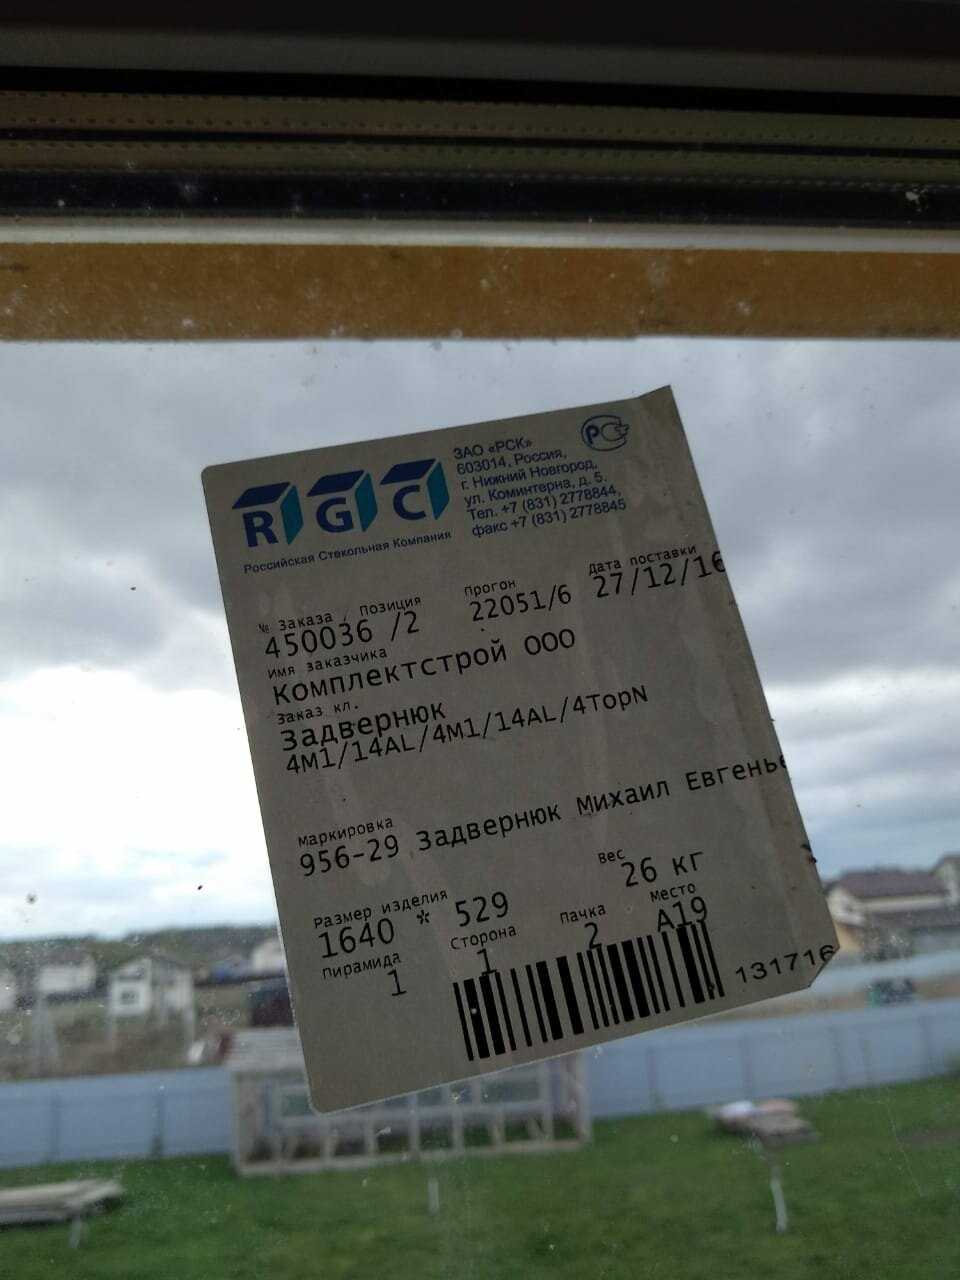 RGC
Российская Стекольная Компания
ЗАО «РСК»
603014, Россия,
г. Нижний Новгород,
ул. Коминтерна, д. 5.
Тел. +7 (831) 2778844,
факс +7 (831) 2778845
РСТ
№ Заказа / Позиция
450036 /2
Прогон
22051/6
Дата поставки
27/12/16
Имя заказчика
Комплектстрой ООО
Заказ кл.
Задвернюк
4M1/14AL/4M1/14AL/4TopN
Маркировка
956-29 Задвернюк Михаил Евгенье
Размер изделия
1640 * 529
Вес
26 кг
Пирамида
1
Сторона
1
Пачка
2
Место
A19
131716